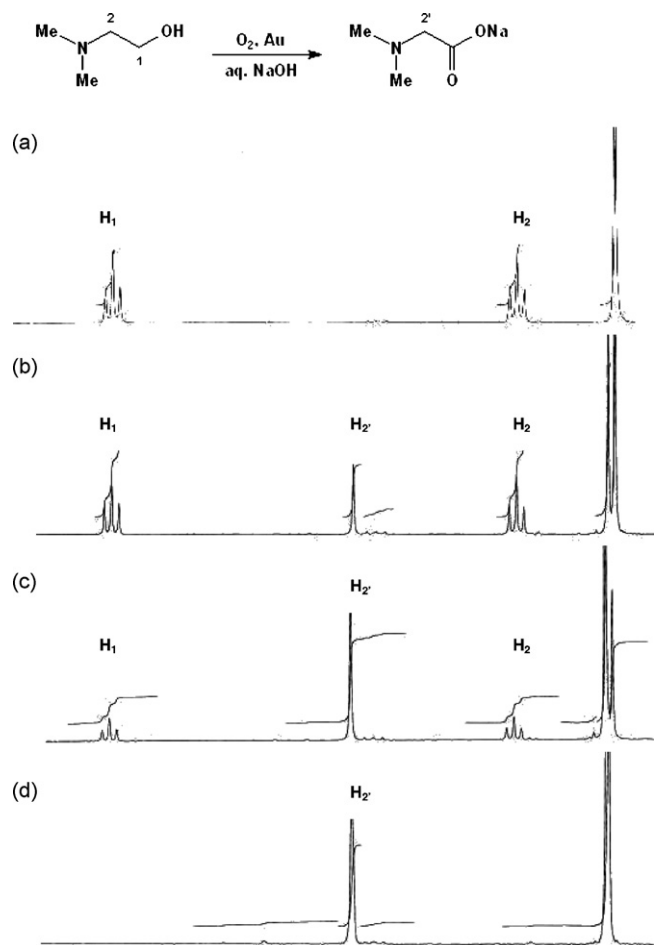 2
Me
OH
N
1
Me
O₂, Au
aq. NaOH
2'
Me
ONa
N
Me
O
(a)
H₁
H₂
(b)
H₁
H₂'
H₂
(c)
H₂'
H₁
H₂
(d)
H₂'